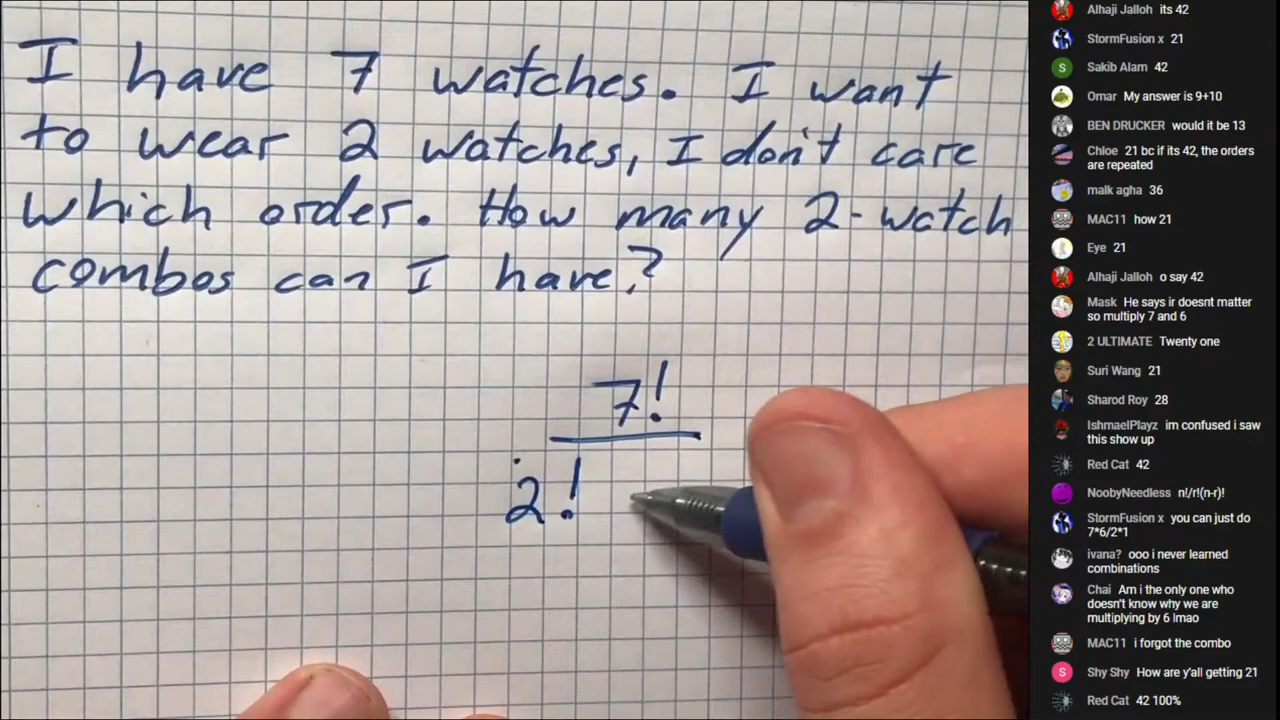 I have 7 watches. I want
to wear 2 watches, I don't care
which order. How many 2-watch
combos can I have?
7!
2!
Alhaji Jalloh its 42
StormFusion x 21
S Sakib Alam 42
Omar My answer is 9+10
BEN DRUCKER would it be 13
Chloe 21 bc if its 42, the orders
are repeated
malk agha 36
MAC11 how 21
Eye 21
Alhaji Jalloh o say 42
Mask He says ir doesnt matter
so multiply 7 and 6
2 ULTIMATE Twenty one
Suri Wang 21
Sharod Roy 28
IshmaelPlayz im confused i saw
this show up
Red Cat 42
NoobyNeedless n!/r!(n-r)!
StormFusion x you can just do
7*6/2*1
ivana? ooo i never learned
combinations
Chai Am i the only one who
doesn't know why we are
multiplying by 6 lmao
MAC11 i forgot the combo
S Shy Shy How are y'all getting 21
Red Cat 42 100%